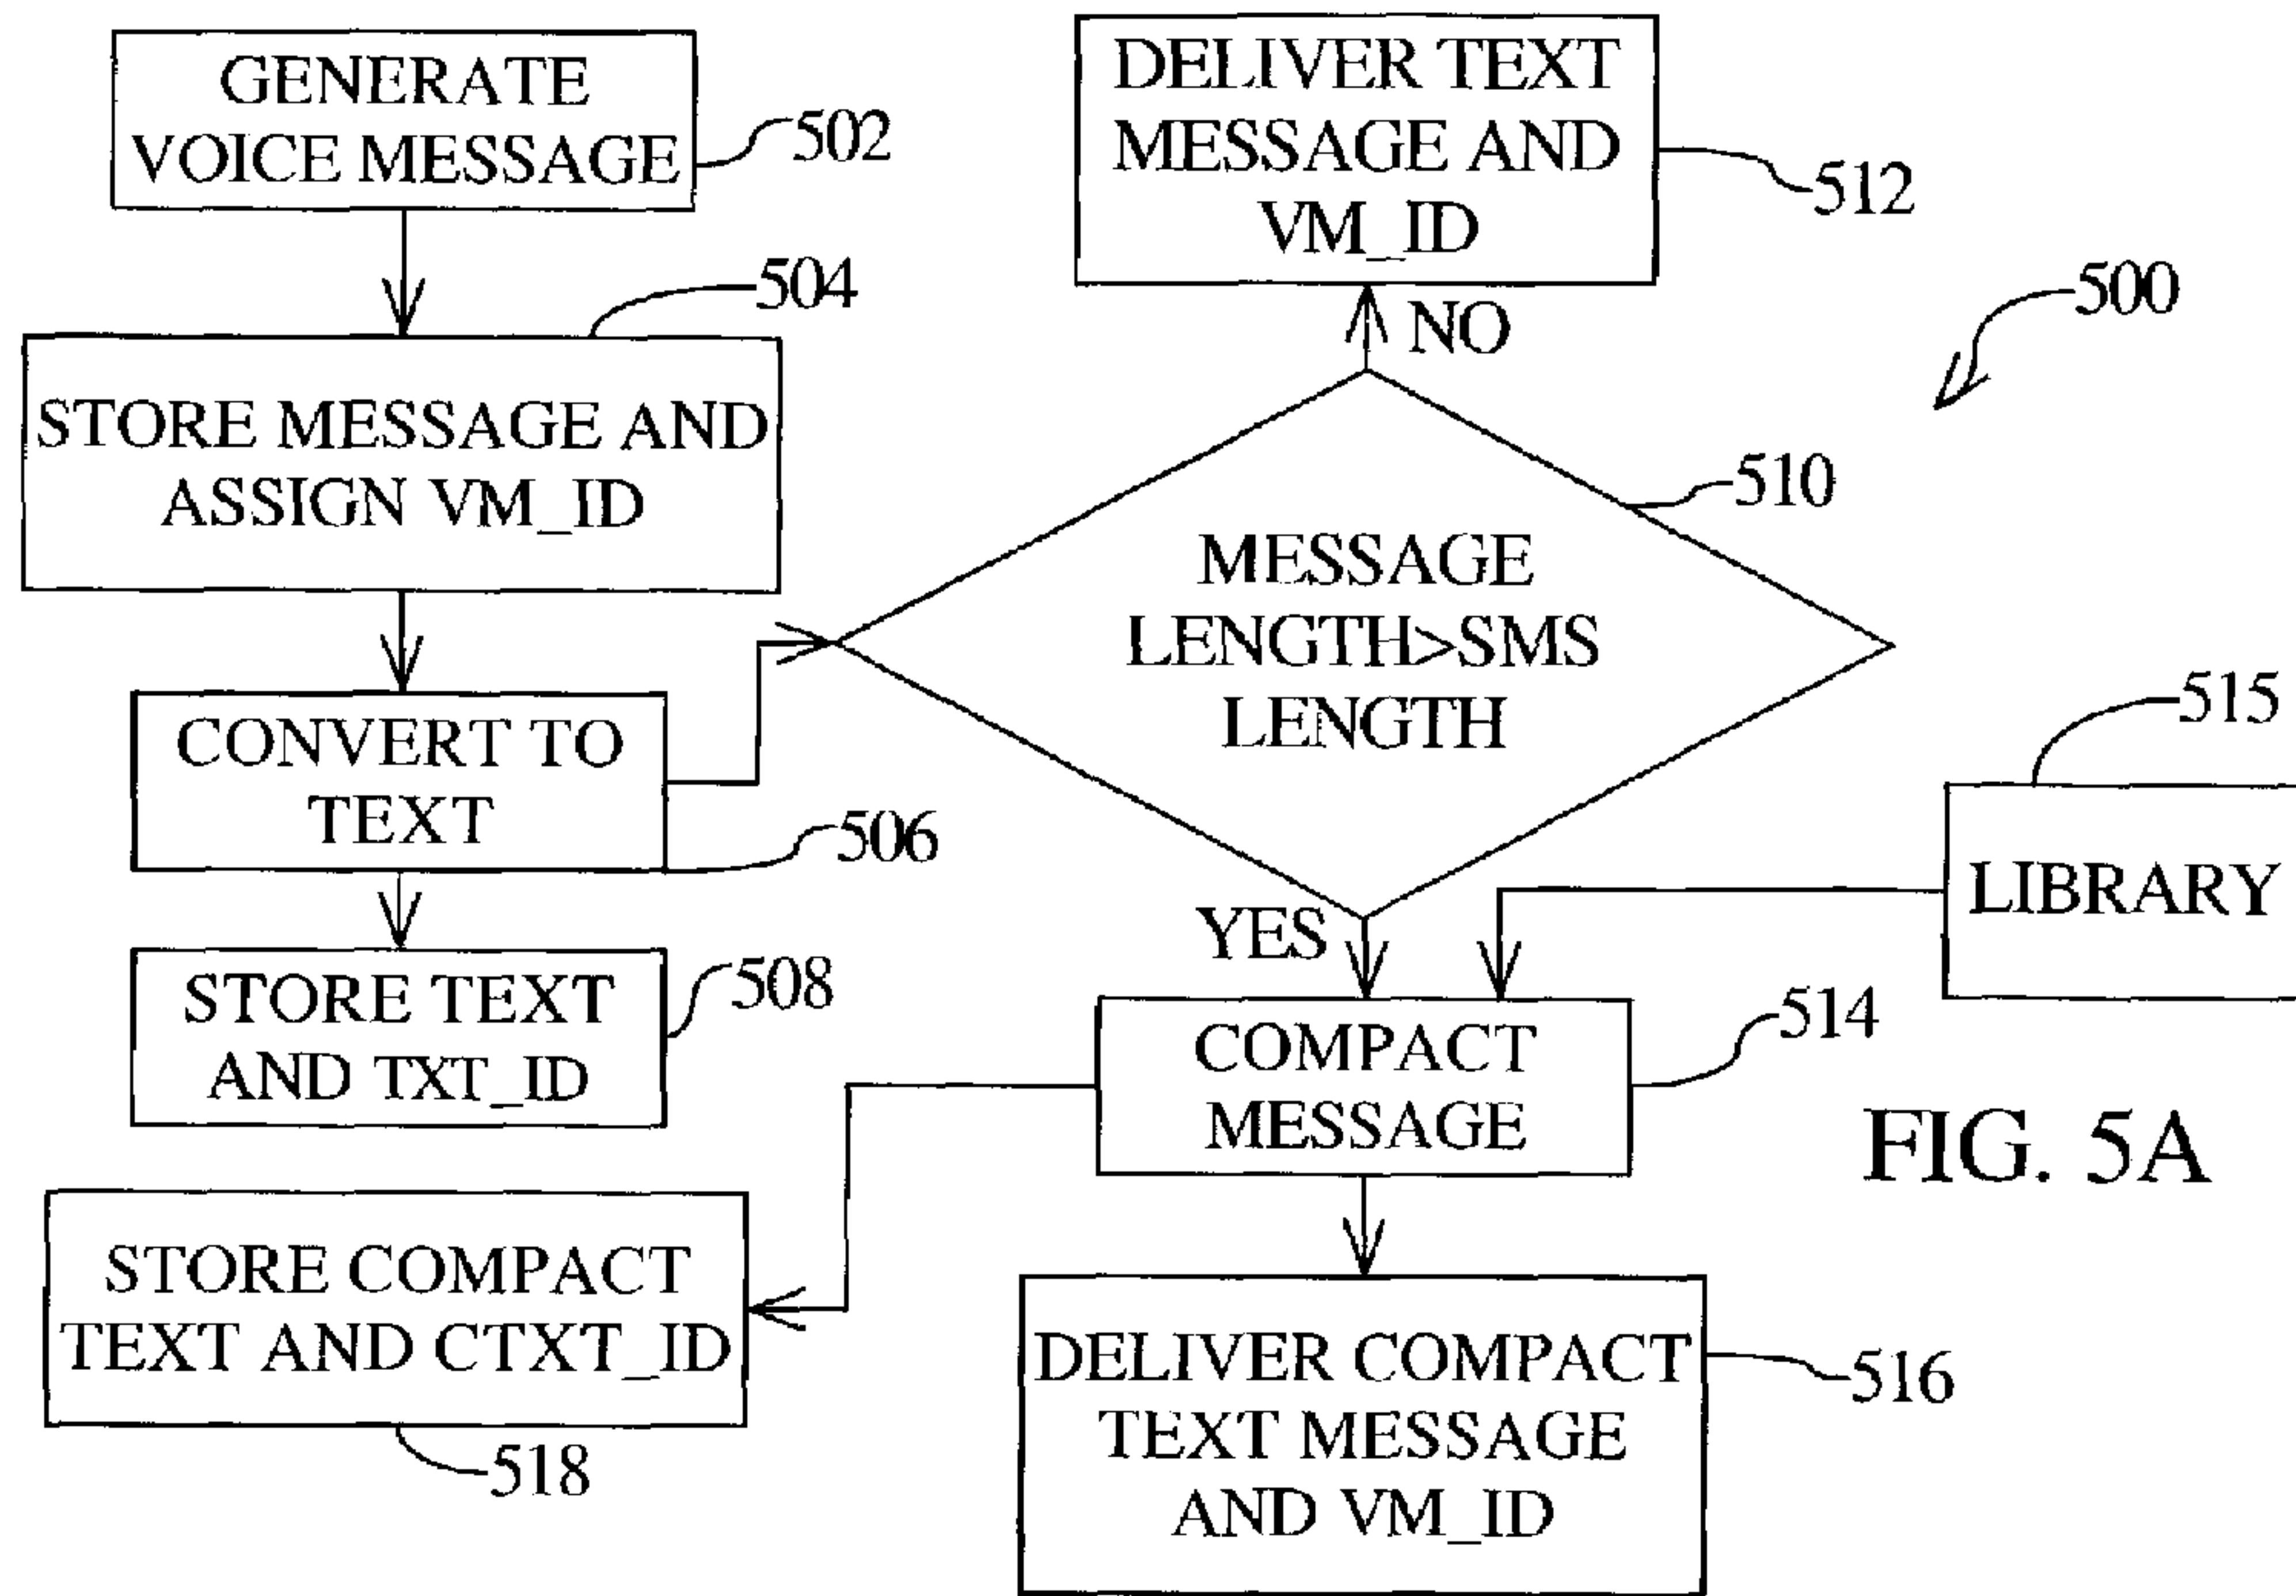 GENERATE
VOICE MESSAGE
502
504
STORE MESSAGE AND
ASSIGN VM_ID
CONVERT TO
TEXT
506
STORE TEXT
AND TXT_ID
508
STORE COMPACT
TEXT AND CTXT_ID
518
DELIVER TEXT
MESSAGE AND
VM_ID
512
NO
500
510
MESSAGE
LENGTH>SMS
LENGTH
YES
515
LIBRARY
COMPACT
MESSAGE
514
DELIVER COMPACT
TEXT MESSAGE
AND VM_ID
516
FIG. 5A